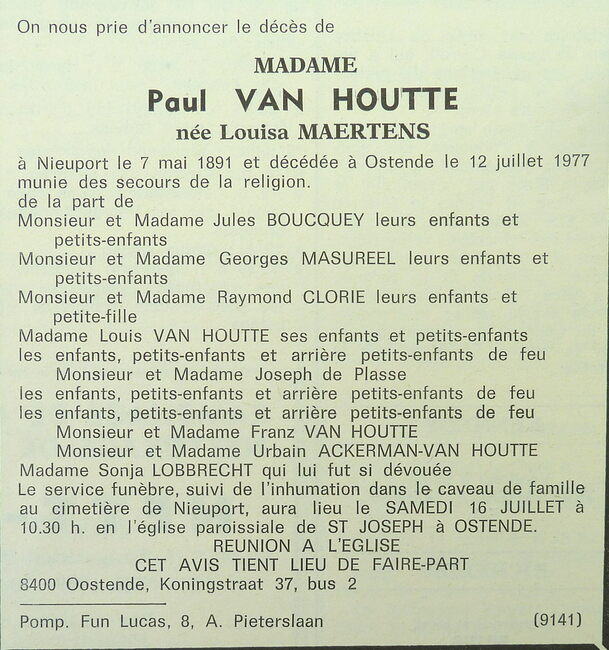 On nous prie d'annoncer le décès de
MADAME
Paul VAN HOUTTE
née Louisa MAERTENS
à Nieuport le 7 mai 1891 et décédée à Ostende le 12 juillet 1977
munie des secours de la religion.
de la part de
Monsieur et Madame Jules BOUCQUEY leurs enfants et
petits-enfants
Monsieur et Madame Georges MASUREEL leurs enfants et
petits-enfants
Monsieur et Madame Raymond CLORIE leurs enfants et
petite-fille
Madame Louis VAN HOUTTE ses enfants et petits-enfants
les enfants, petits-enfants et arrière petits-enfants de feu
Monsieur et Madame Joseph de Plasse
les enfants, petits-enfants et arrière petits-enfants de feu
les enfants, petits-enfants et arrière petits-enfants de feu
Monsieur et Madame Franz VAN HOUTTE
Monsieur et Madame Urbain ACKERMAN-VAN HOUTTE
Madame Sonja LOBBRECHT qui lui fut si dévouée
Le service funèbre, suivi de l'inhumation dans le caveau de famille
au cimetière de Nieuport, aura lieu le SAMEDI 16 JUILLET à
10.30 h. en l'église paroissiale de ST JOSEPH à OSTENDE.
REUNION A L'EGLISE
CET AVIS TIENT LIEU DE FAIRE-PART
8400 Oostende, Koningstraat 37, bus 2
Pomp. Fun Lucas, 8, A. Pieterslaan (9141)